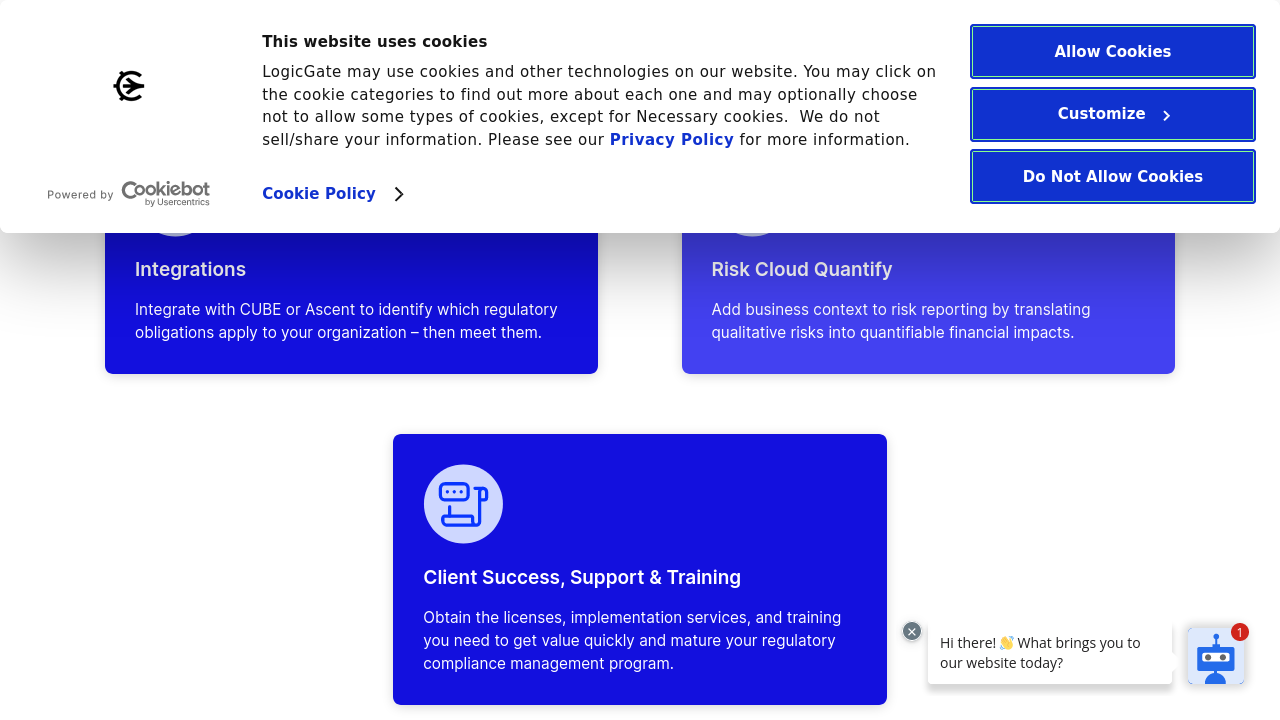 This website uses cookies
LogicGate may use cookies and other technologies on our website. You may click on
the cookie categories to find out more about each one and may optionally choose
not to allow some types of cookies, except for Necessary cookies.  We do not
sell/share your information. Please see our Privacy Policy for more information.
Cookie Policy
Powered by Cookiebot
by Usercentrics
Allow Cookies
Customize
Do Not Allow Cookies
Integrations
Integrate with CUBE or Ascent to identify which regulatory
obligations apply to your organization – then meet them.
Risk Cloud Quantify
Add business context to risk reporting by translating
qualitative risks into quantifiable financial impacts.
Client Success, Support & Training
Obtain the licenses, implementation services, and training
you need to get value quickly and mature your regulatory
compliance management program.
Hi there! 👋 What brings you to
our website today?
1